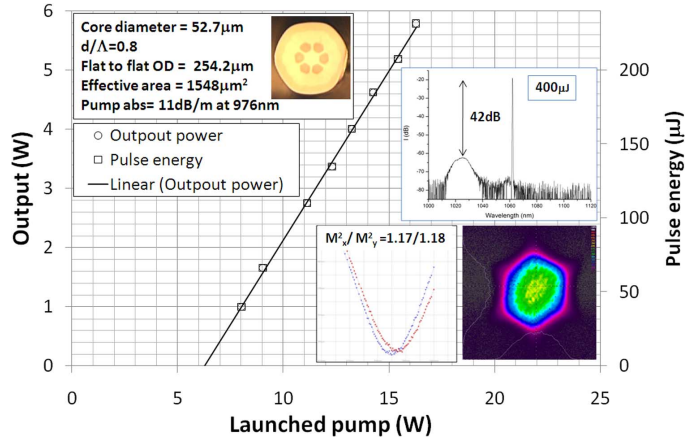 6
5
4
3
2
1
0
Output (W)
Core diameter = 52.7μm
d/Λ=0.8
Flat to flat OD = 254.2μm
Effective area = 1548μm²
Pump abs= 11dB/m at 976nm
Outpout power
Pulse energy
Linear (Outpout power)
400μJ
42dB
-20
-30
-40
-50
-60
-70
-80
I (dB)
1000 1020 1040 1060 1080 1100 1120
Wavelength (nm)
M²x/ M²y =1.17/1.18
200
150
100
50
0
Pulse energy (μJ)
0 5 10 15 20 25
Launched pump (W)